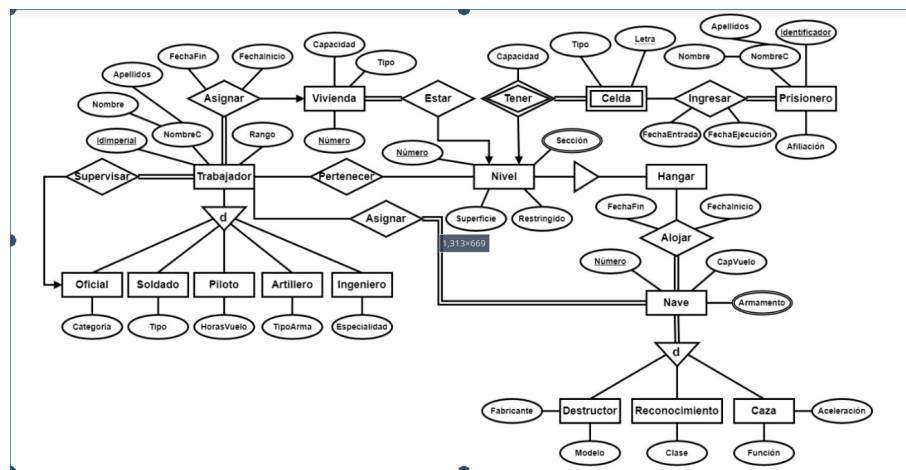 Apellidos
Identificador
Capacidad
Letra
FechaFin
FechaInicio
Tipo
Capacidad
Tipo
Nombre
NombreC
Apellidos
Asignar
Vivienda
Estar
Tener
Celda
Ingresar
Prisionero
Nombre
NombreC
Rango
Número
FechaEntrada
FechaEjecución
IdImperial
Sección
Afiliación
Número
Supervisar
Trabajador
Pertenecer
Nivel
Hangar
FechaFin
FechaInicio
d
Asignar
Superficie
Restringido
Alojar
1,313×669
Número
CapVuelo
Oficial
Soldado
Piloto
Artillero
Ingeniero
Nave
Armamento
Categoría
Tipo
HorasVuelo
TipoArma
Especialidad
d
Fabricante
Destructor
Reconocimiento
Caza
Aceleración
Modelo
Clase
Función